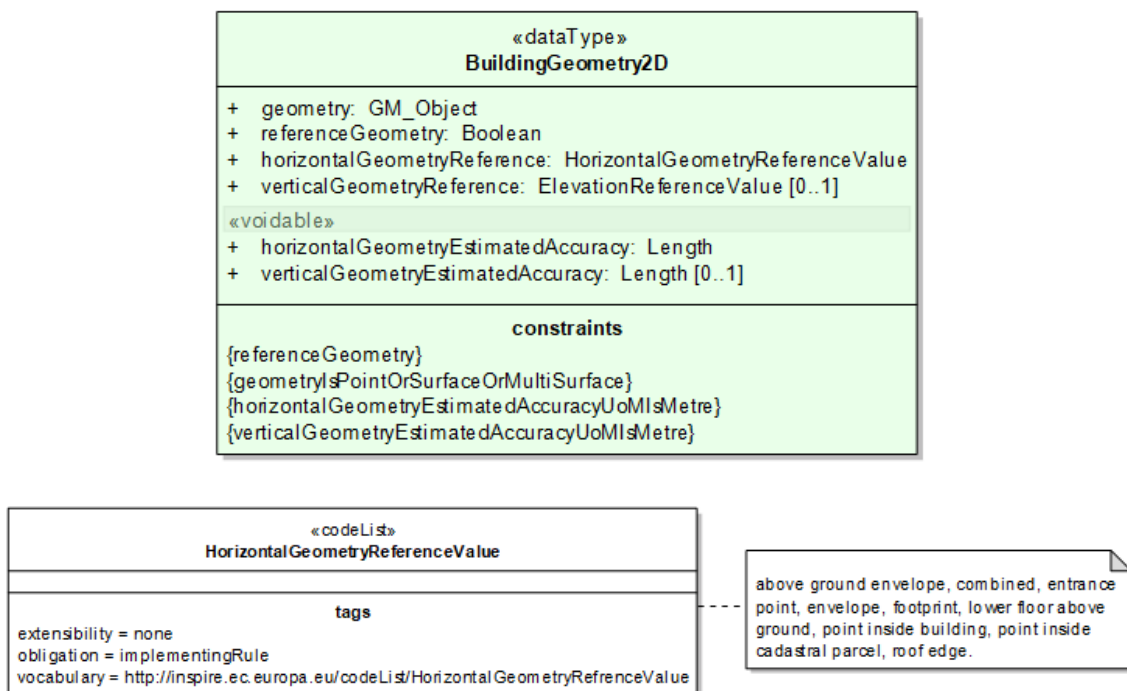 «dataType»
BuildingGeometry2D
+ geometry: GM_Object
+ referenceGeometry: Boolean
+ horizontalGeometryReference: HorizontalGeometryReferenceValue
+ verticalGeometryReference: ElevationReferenceValue [0..1]
«voidable»
+ horizontalGeometryEstimatedAccuracy: Length
+ verticalGeometryEstimatedAccuracy: Length [0..1]
constraints
{referenceGeometry}
{geometryIsPointOrSurfaceOrMultiSurface}
{horizontalGeometryEstimatedAccuracyUoMIsMetre}
{verticalGeometryEstimatedAccuracyUoMIsMetre}
«codeList»
HorizontalGeometryReferenceValue
tags
extensibility = none
obligation = implementingRule
vocabulary = http://inspire.ec.europa.eu/codeList/HorizontalGeometryRefrenceValue
above ground envelope, combined, entrance
point, envelope, footprint, lower floor above
ground, point inside building, point inside
cadastral parcel, roof edge.